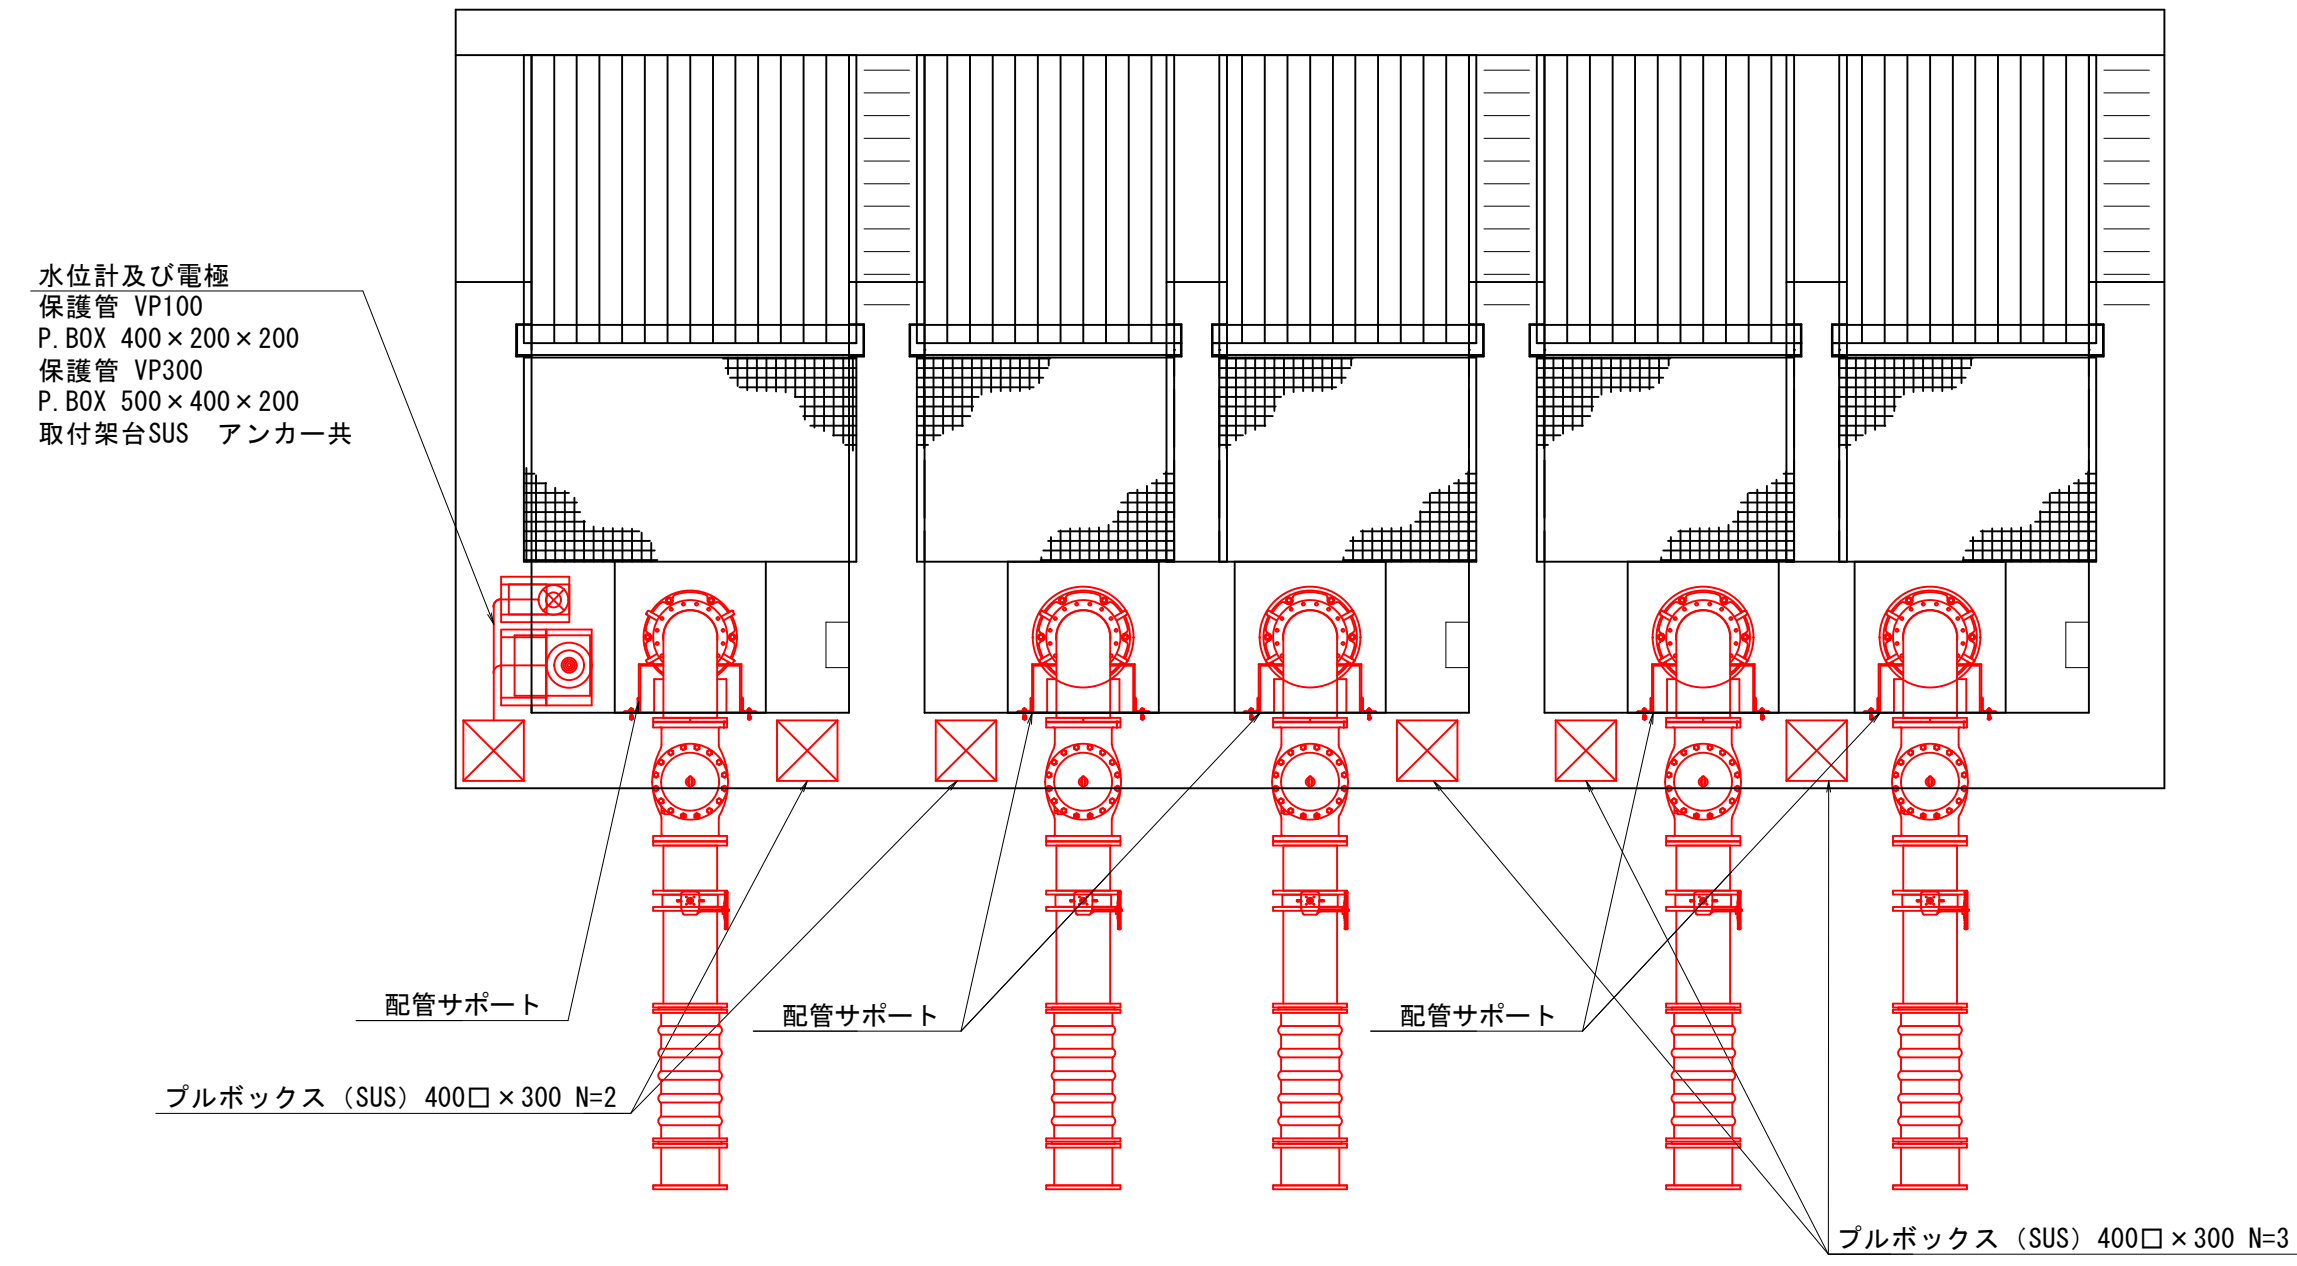 水位計及び電極
保護管 VP100
P.BOX 400×200×200
保護管 VP300
P.BOX 500×400×200
取付架台SUS　アンカー共
配管サポート
配管サポート
配管サポート
プルボックス（SUS）400□×300 N=2
プルボックス（SUS）400□×300 N=3